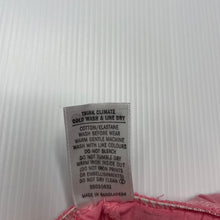 THINK CLIMATE
COLD WASH & LINE DRY
COTTON/ELASTANE
WASH BEFORE WEAR
WARM GENTLE MACHINE
WASH WITH LIKE COLOURS
DO NOT BLEACH
DO NOT TUMBLE DRY
WARM IRON INSIDE OUT
DO NOT IRON PRINTS
OR EMBELLISHMENTS
DO NOT DRY CLEAN
MADE IN BANGLADESH